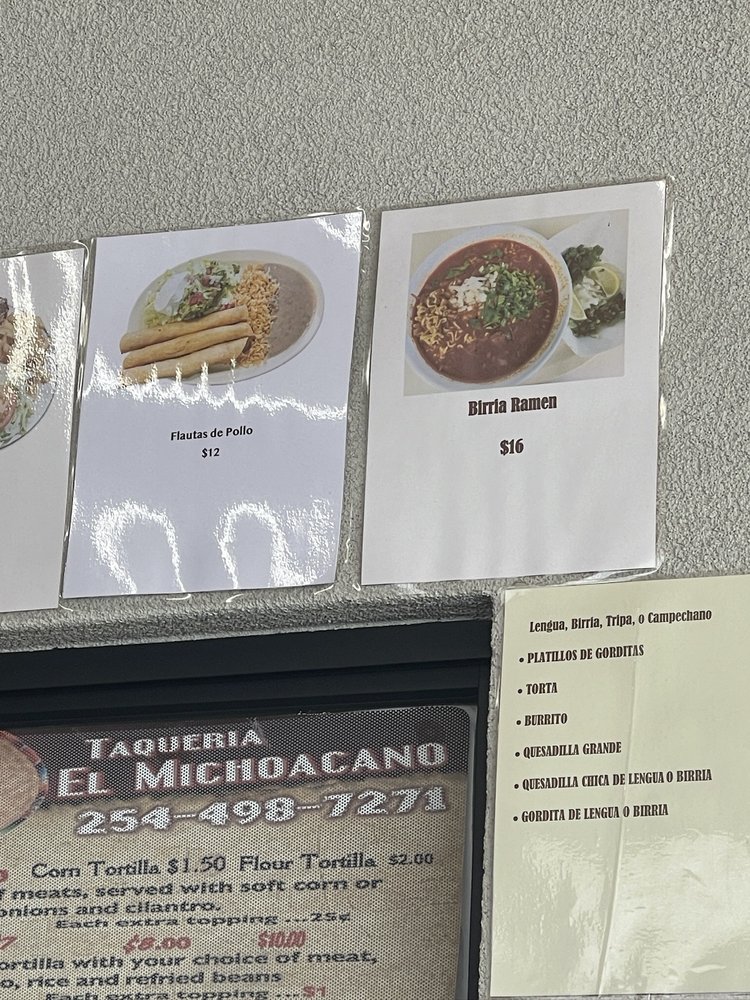 Flautas de Pollo
$12
Birria Ramen
$16
Lengua, Birria, Tripa, o Campechano
• PLATILLOS DE GORDITAS
• TORTA
• BURRITO
• QUESADILLA GRANDE
• QUESADILLA CHICA DE LENGUA O BIRRIA
• GORDITA DE LENGUA O BIRRIA
TAQUERIA
EL MICHOACANO
254-498-7271
Corn Tortilla $1.50 Flour Tortilla $2.00
meats, served with soft corn or
onions and cilantro.
Each extra topping ...25¢
$8.00 $10.00
with your choice of meat,
rice and refried beans
Each extra topping ...$1